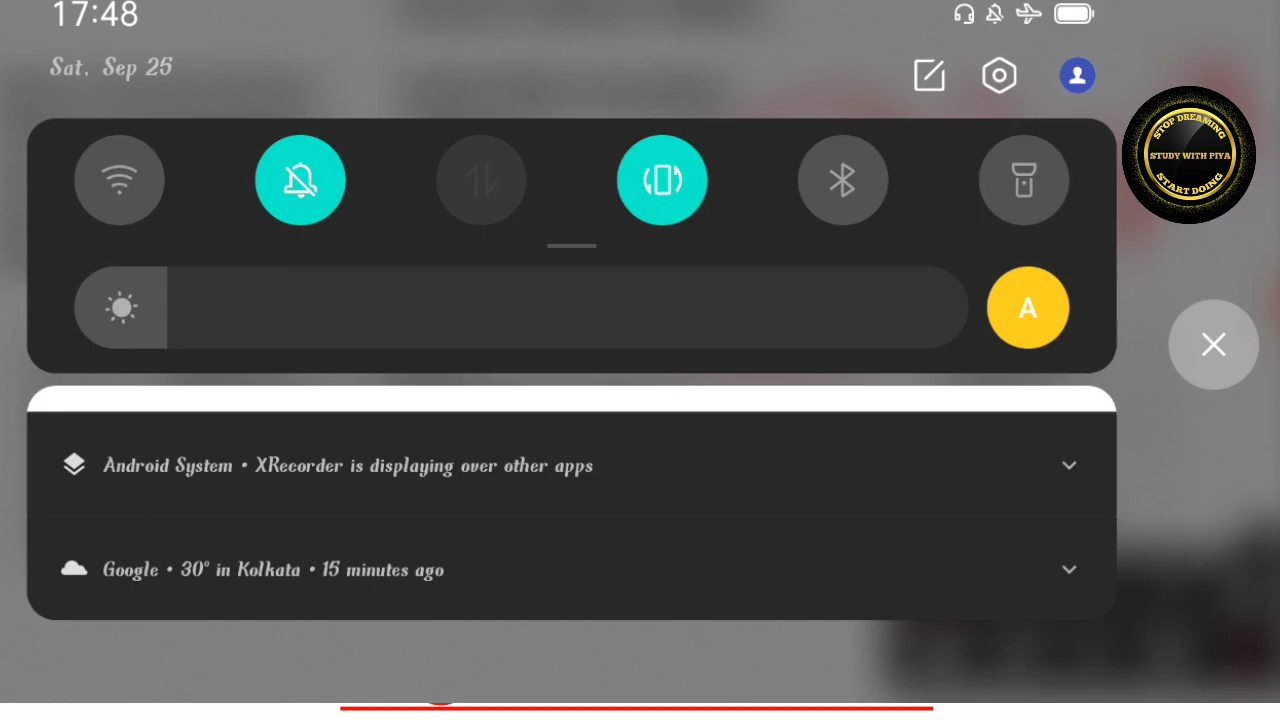 17:48
Sat, Sep 25
STOP DREAMING
STUDY WITH PIYA
START DOING
A
Android System • XRecorder is displaying over other apps
Google • 30° in Kolkata • 15 minutes ago